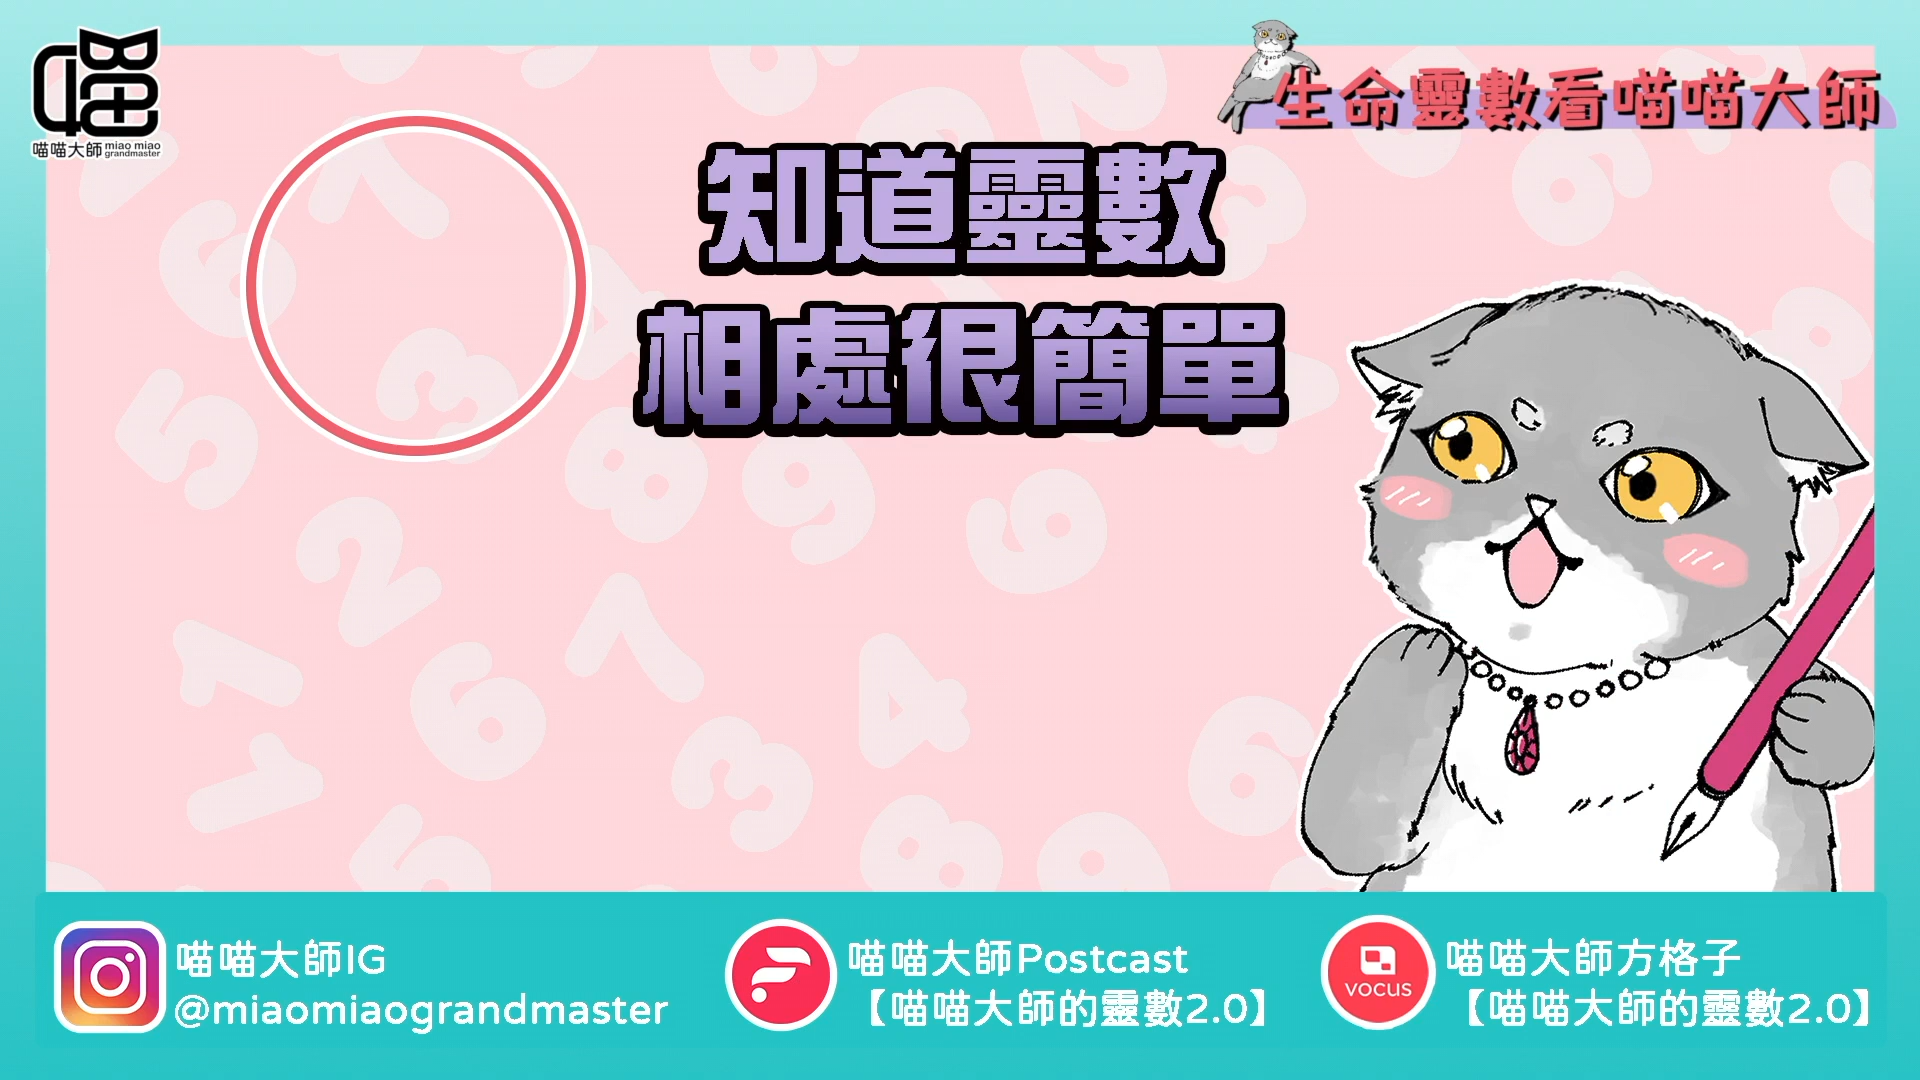 喵
喵喵大師 miao miao grandmaster
生命靈數看喵喵大師
知道靈數
相處很簡單
喵喵大師IG
@miaomiaograndmaster
喵喵大師Postcast
【喵喵大師的靈數2.0】
VOCUS
喵喵大師方格子
【喵喵大師的靈數2.0】